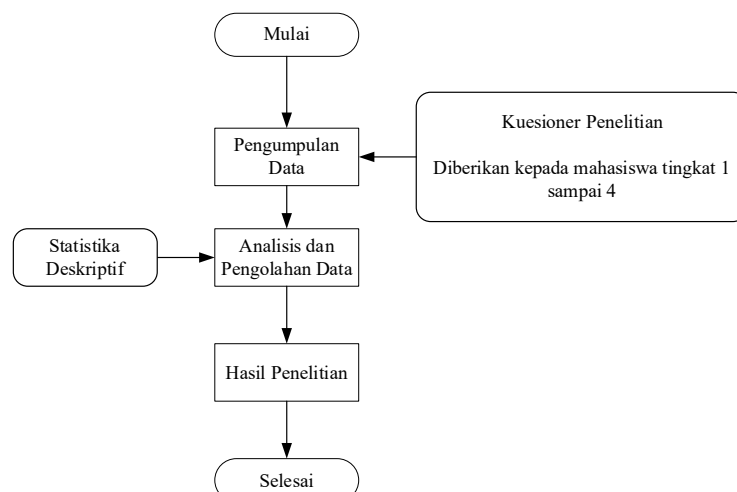 Mulai
Pengumpulan
Data
Kuesioner Penelitian
Diberikan kepada mahasiswa tingkat 1
sampai 4
Statistika
Deskriptif
Analisis dan
Pengolahan Data
Hasil Penelitian
Selesai